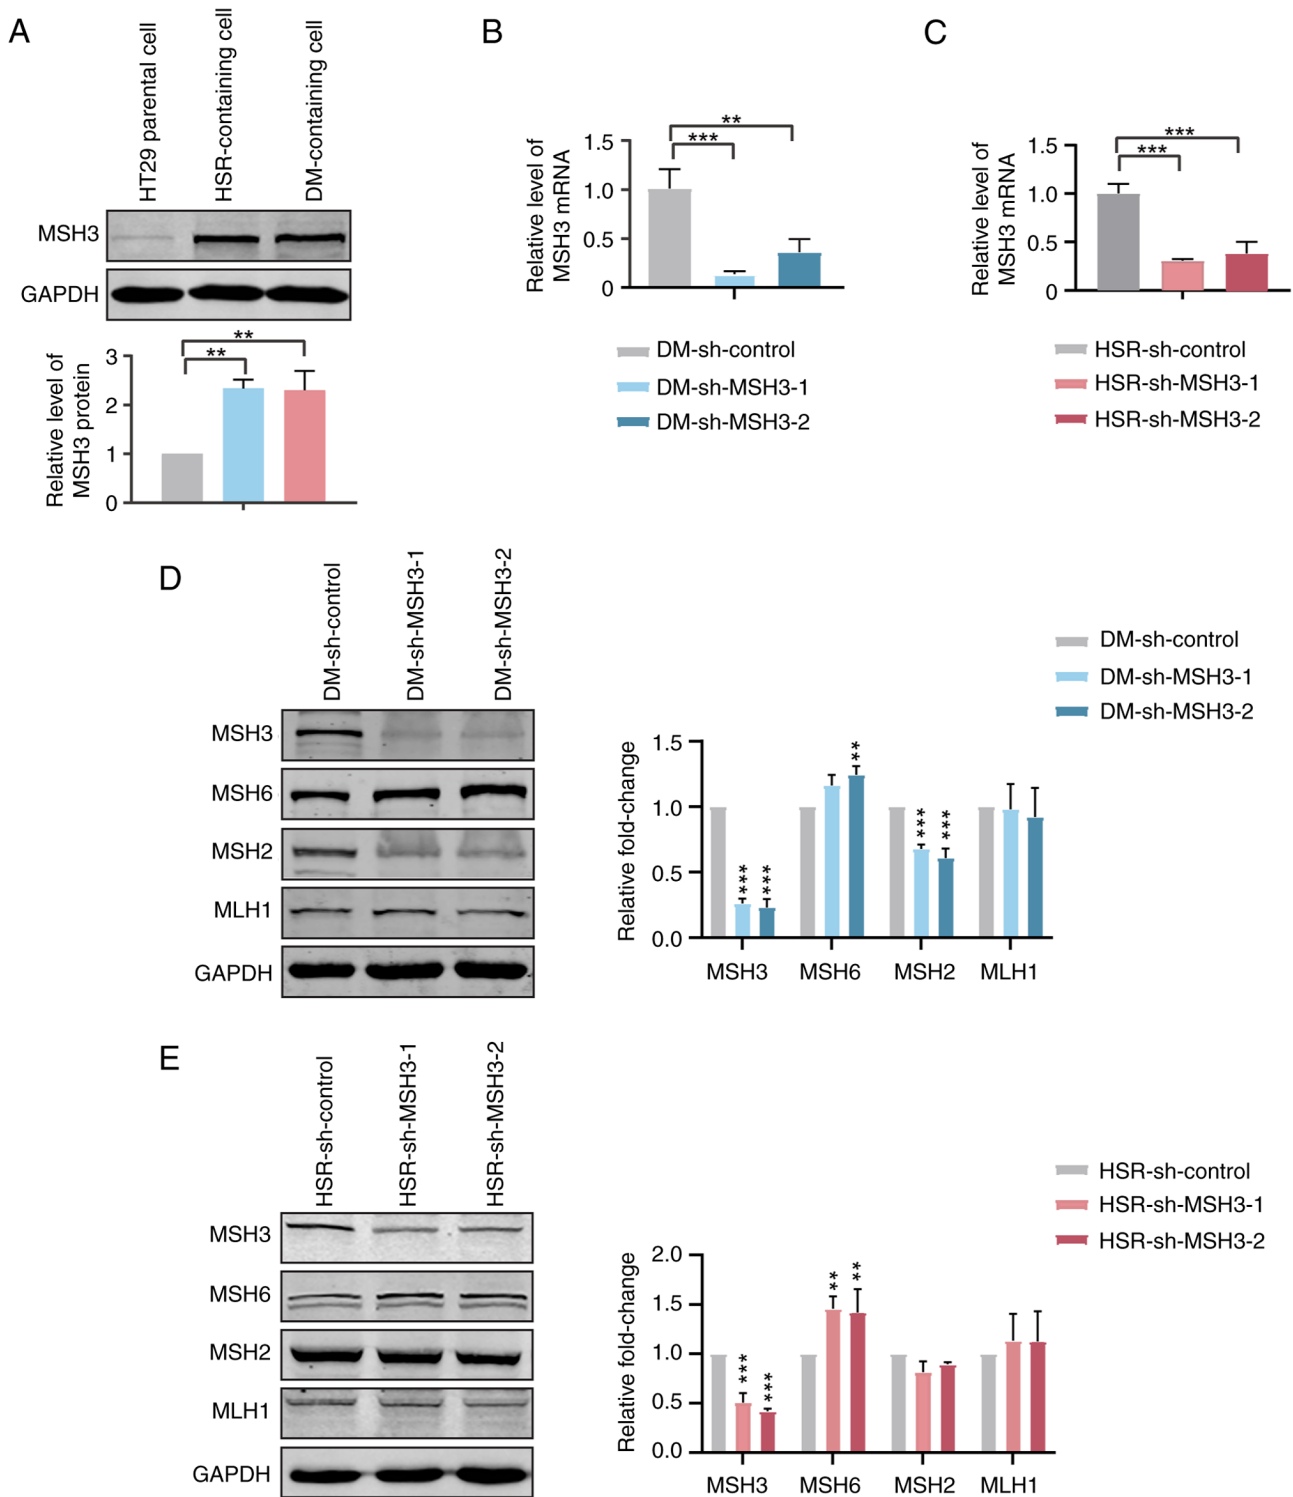 A
HT29 parental cell
HSR-containing cell
DM-containing cell
MSH3
GAPDH
Relative level of
MSH3 protein
3
2
1
0
**
**
B
Relative level of
MSH3 mRNA
1.5
1.0
0.5
0
**
***
DM-sh-control
DM-sh-MSH3-1
DM-sh-MSH3-2
C
Relative level of
MSH3 mRNA
1.5
1.0
0.5
0
***
***
HSR-sh-control
HSR-sh-MSH3-1
HSR-sh-MSH3-2
D
DM-sh-control
DM-sh-MSH3-1
DM-sh-MSH3-2
MSH3
MSH6
MSH2
MLH1
GAPDH
DM-sh-control
DM-sh-MSH3-1
DM-sh-MSH3-2
Relative fold-change
1.5
1.0
0.5
0.0
***
***
**
***
***
MSH3 MSH6 MSH2 MLH1
E
HSR-sh-control
HSR-sh-MSH3-1
HSR-sh-MSH3-2
MSH3
MSH6
MSH2
MLH1
GAPDH
HSR-sh-control
HSR-sh-MSH3-1
HSR-sh-MSH3-2
Relative fold-change
2.0
1.5
1.0
0.5
0.0
***
***
**
**
MSH3 MSH6 MSH2 MLH1